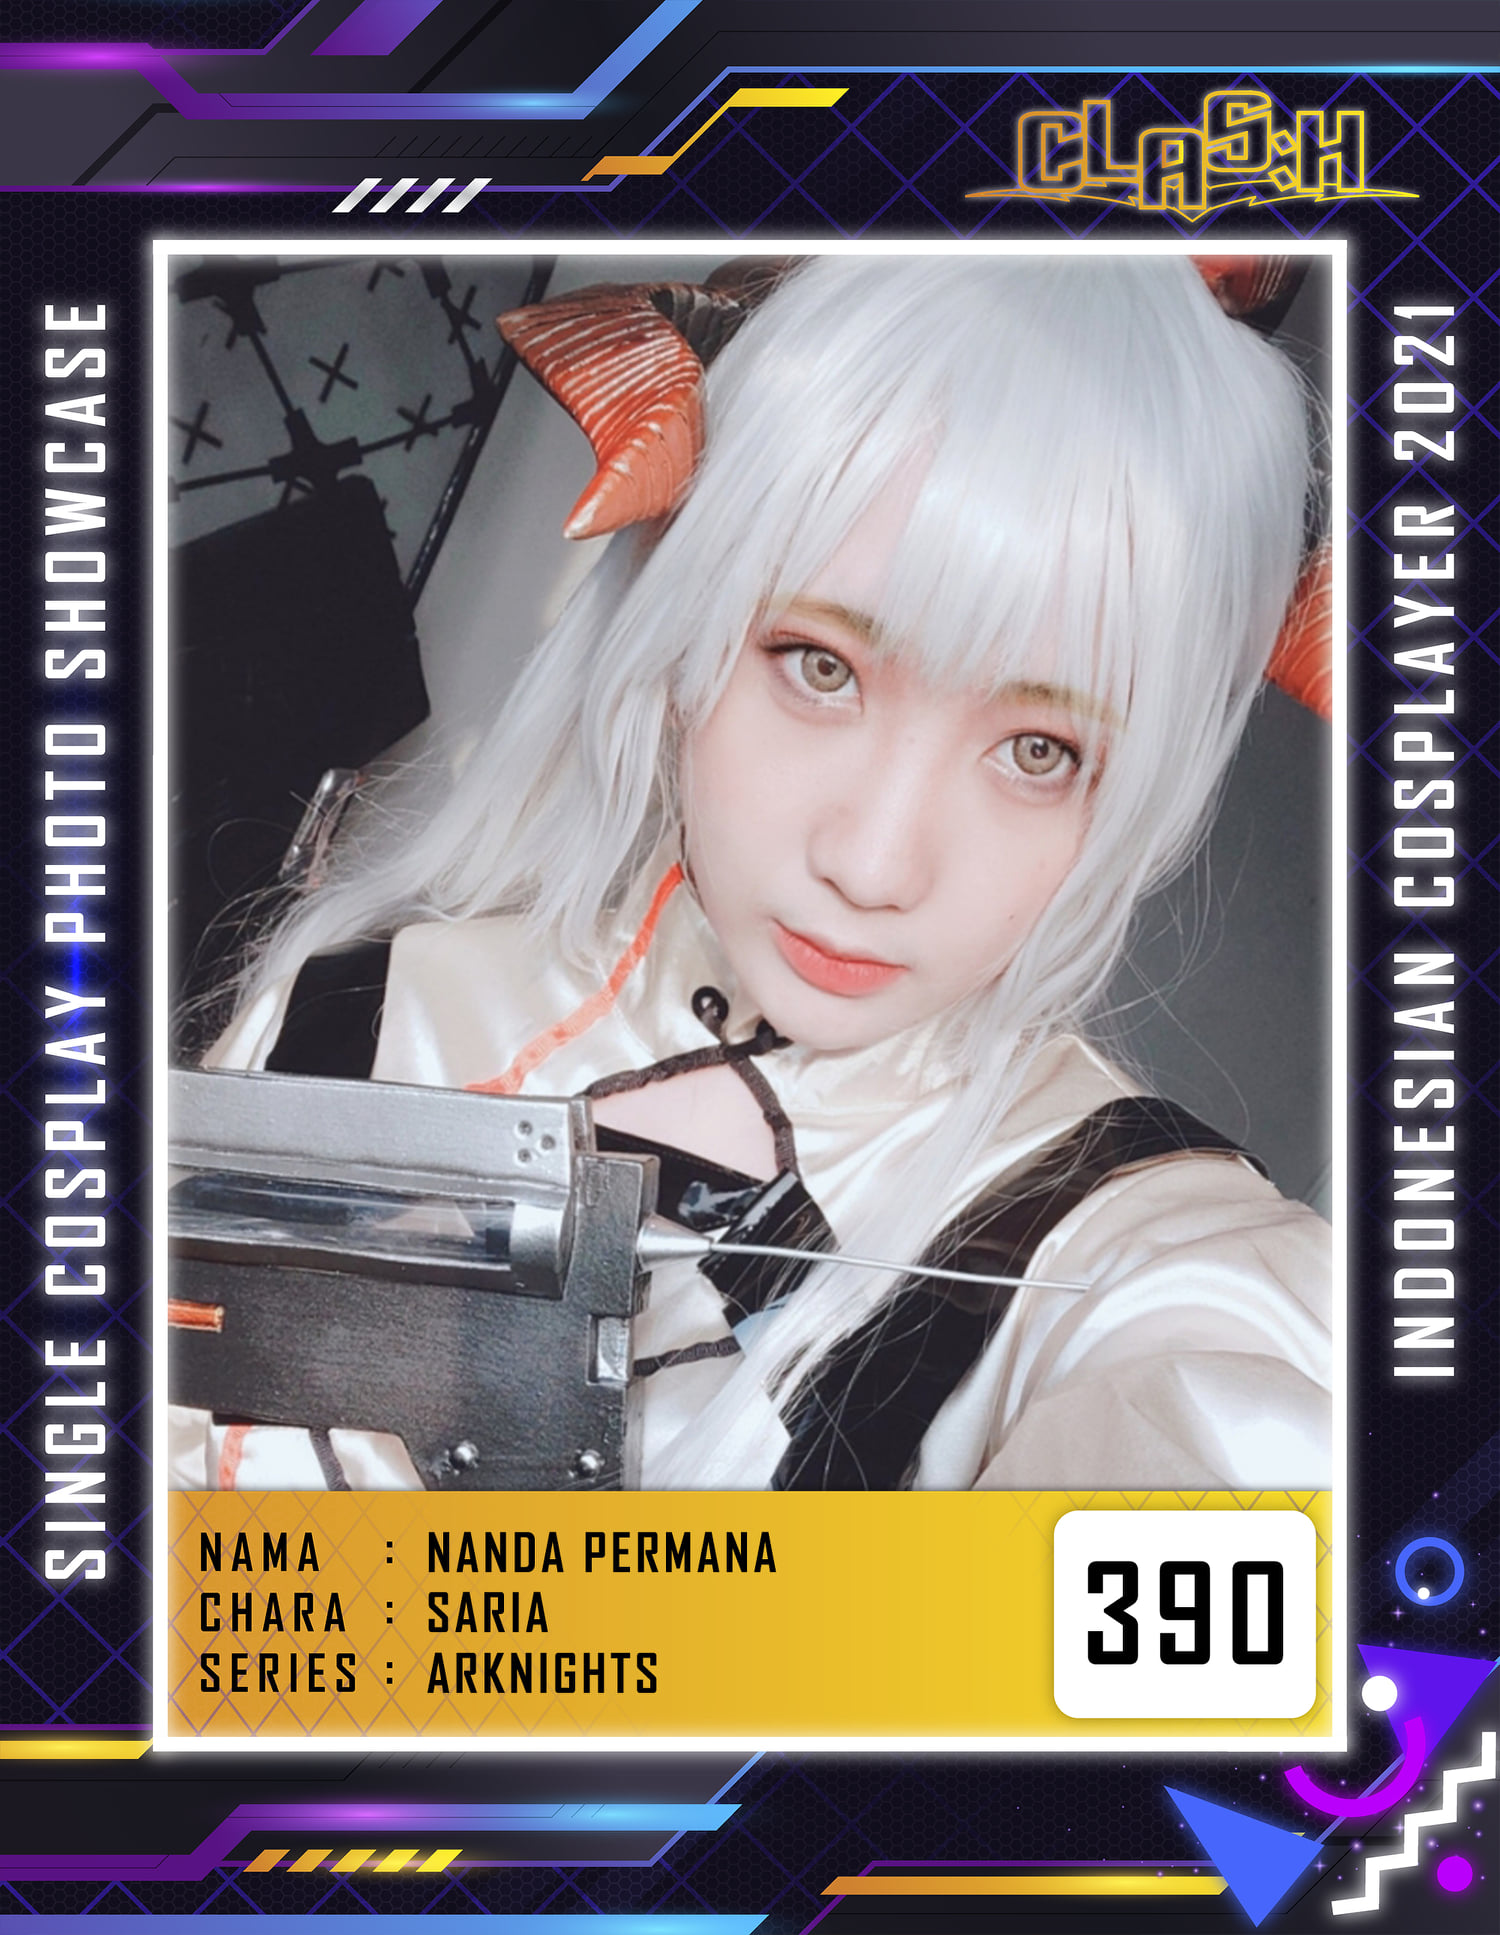 CLAS:H
SINGLE COSPLAY PHOTO SHOWCASE
INDONESIAN COSPLAYER 2021
NAMA : NANDA PERMANA
CHARA : SARIA
SERIES : ARKNIGHTS
390